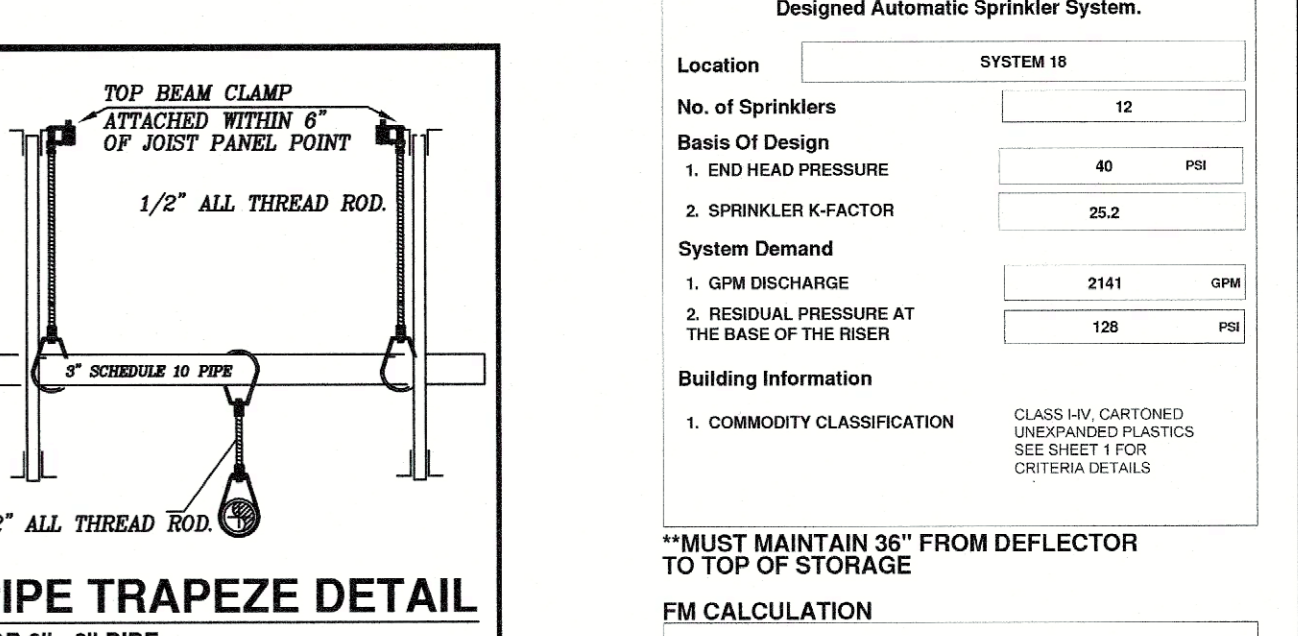 TOP BEAM CLAMP
ATTACHED WITHIN 6"
OF JOIST PANEL POINT
1/2" ALL THREAD ROD.
3" SCHEDULE 10 PIPE
2" ALL THREAD ROD.
IPE TRAPEZE DETAIL
Designed Automatic Sprinkler System.
Location SYSTEM 18
No. of Sprinklers 12
Basis Of Design
1. END HEAD PRESSURE 40 PSI
2. SPRINKLER K-FACTOR 25.2
System Demand
1. GPM DISCHARGE 2141 GPM
2. RESIDUAL PRESSURE AT
THE BASE OF THE RISER 128 PSI
Building Information
1. COMMODITY CLASSIFICATION CLASS I-IV, CARTONED
UNEXPANDED PLASTICS
SEE SHEET 1 FOR
CRITERIA DETAILS
**MUST MAINTAIN 36" FROM DEFLECTOR
TO TOP OF STORAGE
FM CALCULATION